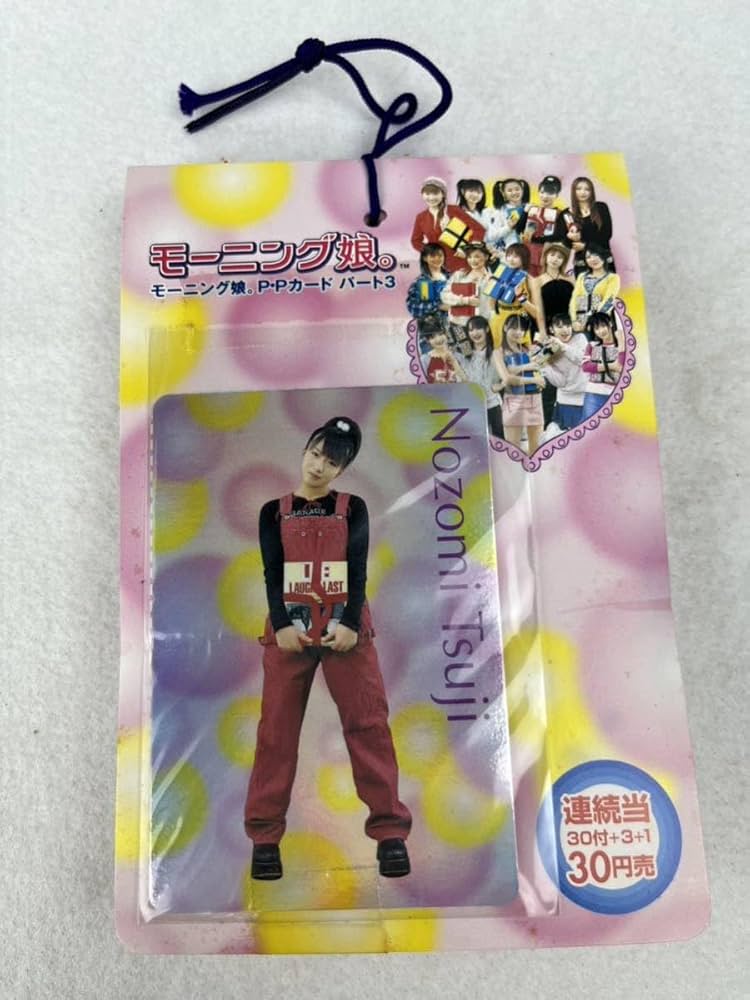 モーニング娘。™
モーニング娘。P・Pカード パート3
Nozomi Tsuji
LAUGH LAST
連続当
30付+3+1
30円売